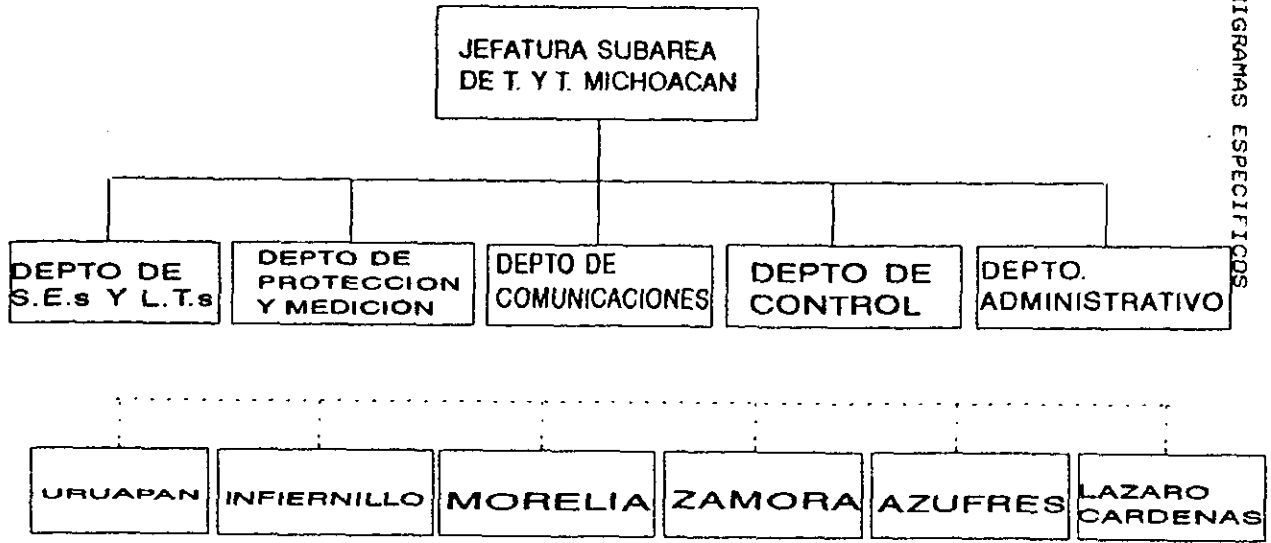 JEFATURA SUBAREA
DE T. Y T. MICHOACAN
DEPTO DE
S.E.s Y L.T.s
DEPTO DE
PROTECCION
Y MEDICION
DEPTO DE
COMUNICACIONES
DEPTO DE
CONTROL
DEPTO.
ADMINISTRATIVO
URUAPAN
INFIERNILLO
MORELIA
ZAMORA
AZUFRES
LAZARO
CARDENAS
ESPECIFICOS